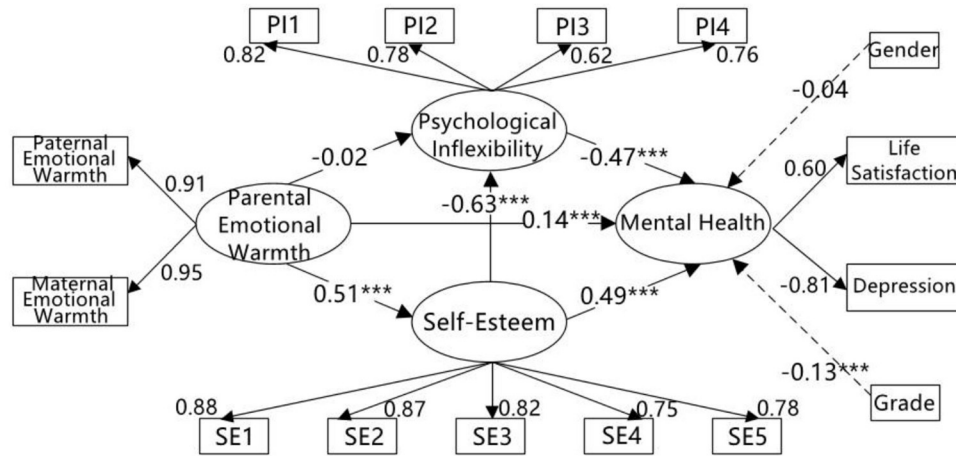 PI1 PI2 PI3 PI4
0.82 0.78 0.62 0.76
Gender
-0.04
Psychological
Inflexibility
Paternal
Emotional
Warmth
-0.02
-0.47***
Life
Satisfaction
0.60
0.91
Parental
Emotional
Warmth
-0.63***
0.14***
Mental Health
Maternal
Emotional
Warmth
0.95
0.51***
Self-Esteem
0.49***
-0.81
Depression
-0.13***
Grade
0.88 0.87 0.82 0.75 0.78
SE1 SE2 SE3 SE4 SE5